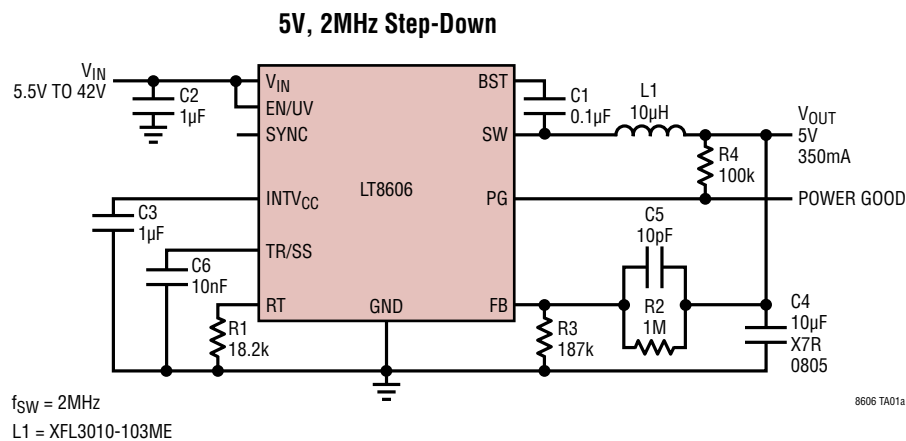 5V, 2MHz Step-Down
VIN
5.5V TO 42V
C2
1µF
VIN
EN/UV
SYNC
INTVCC
TR/SS
RT
LT8606
GND
BST
SW
PG
FB
C1
0.1µF
L1
10µH
VOUT
5V
350mA
R4
100k
POWER GOOD
C3
1µF
C6
10nF
R1
18.2k
C5
10pF
R2
1M
R3
187k
C4
10µF
X7R
0805
fSW = 2MHz
L1 = XFL3010-103ME
8606 TA01a